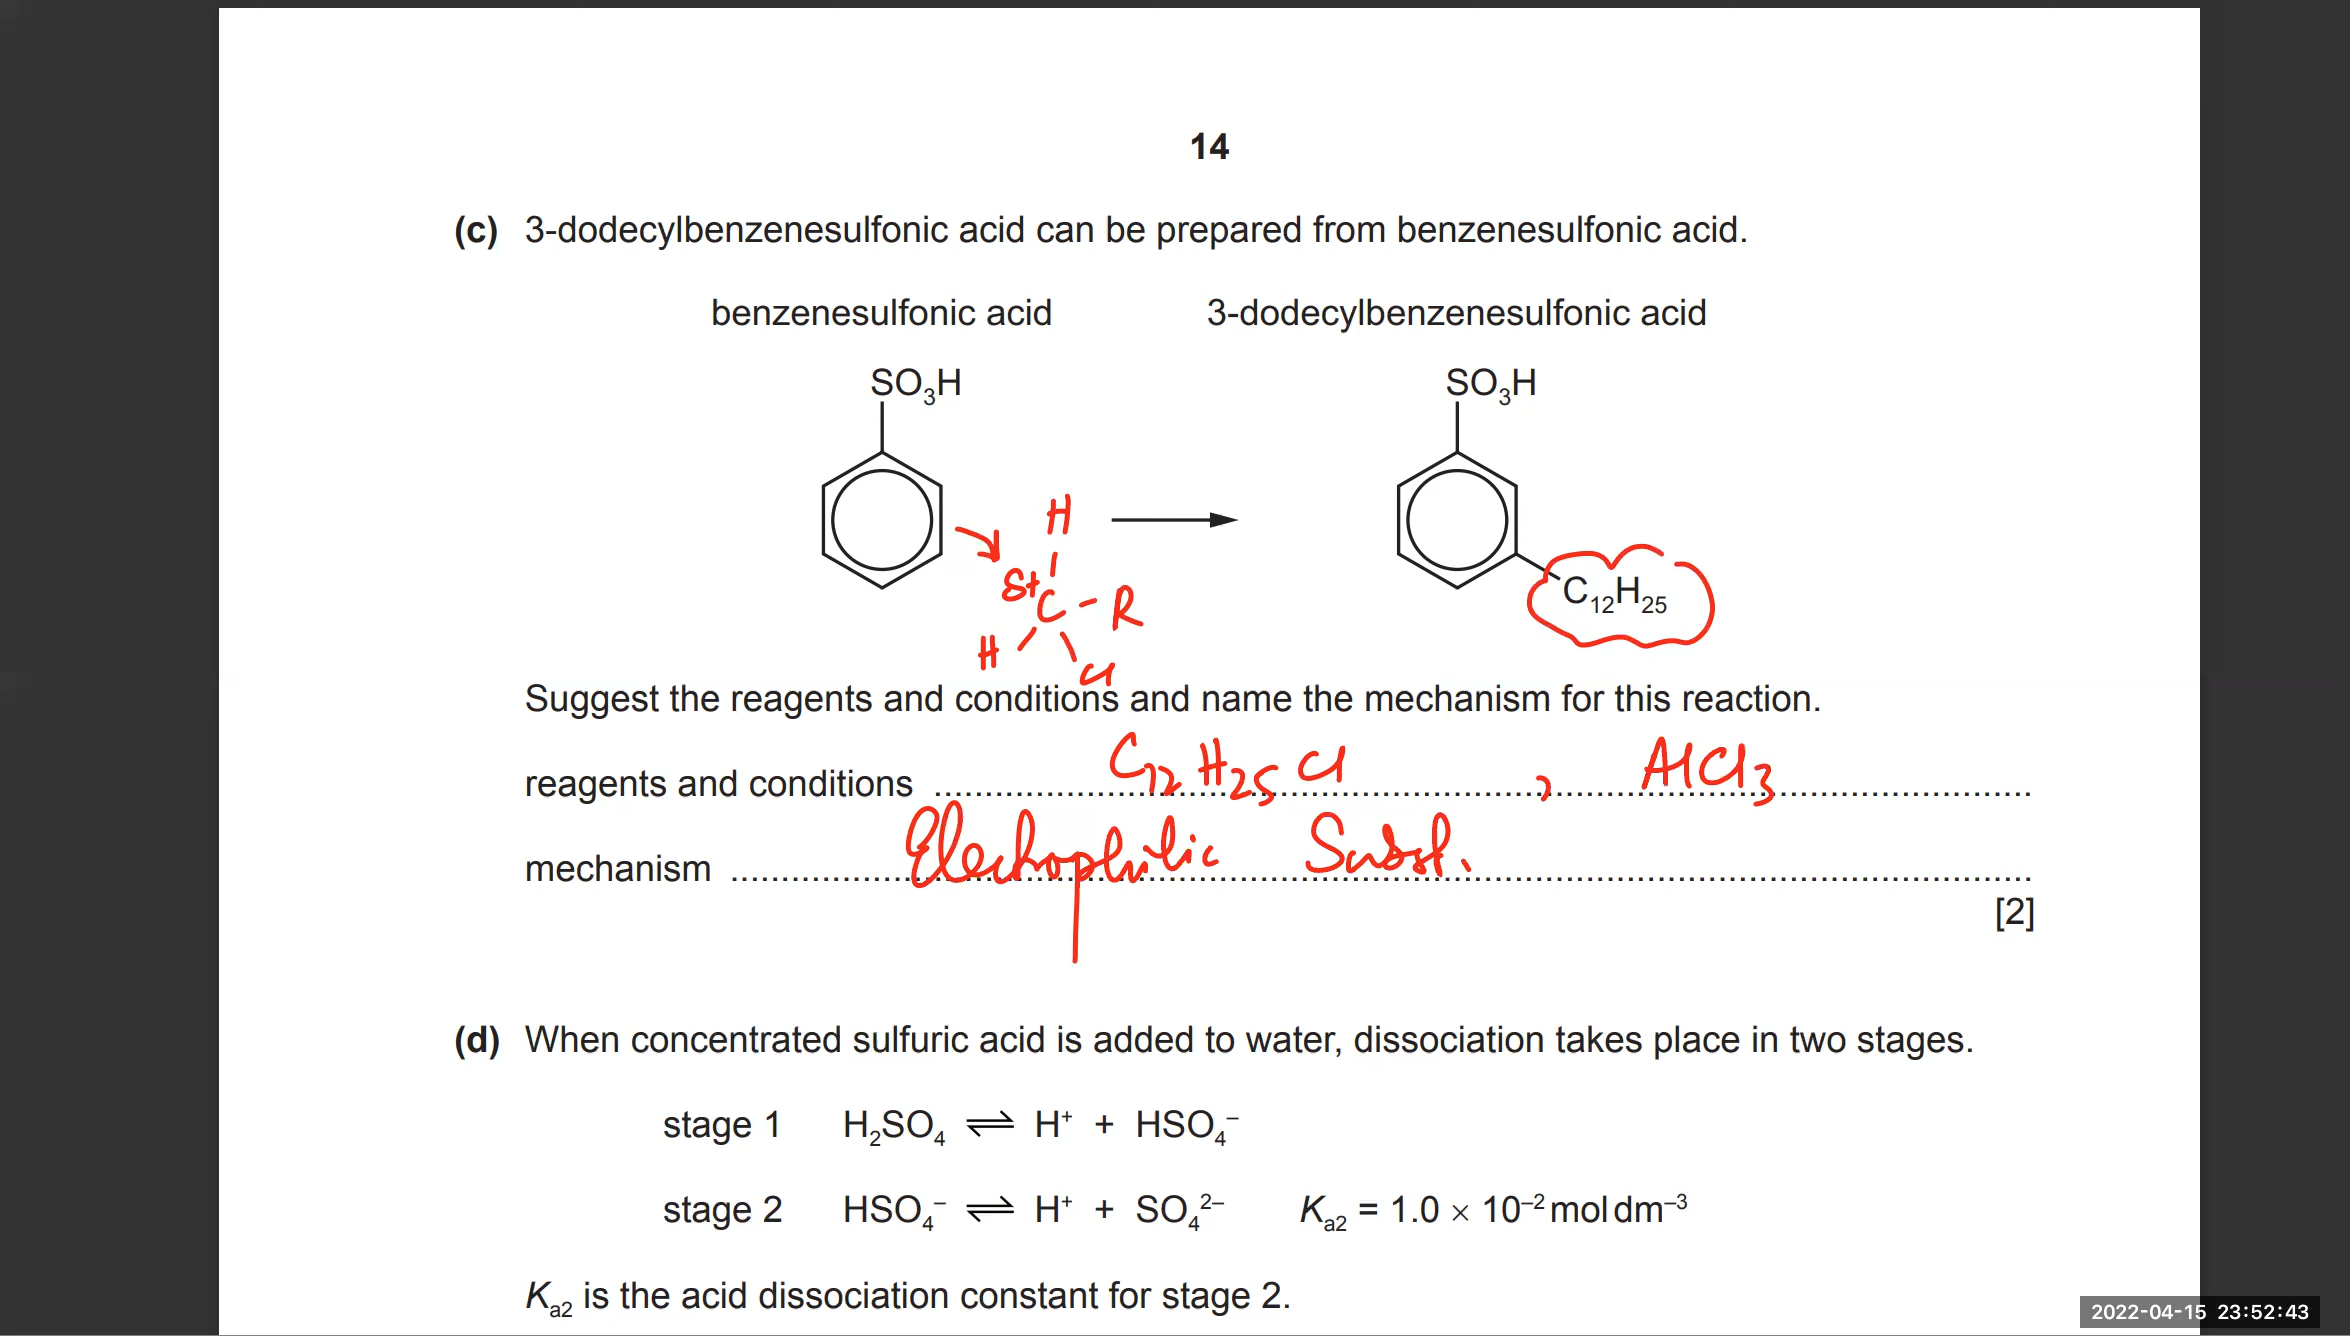 14
(c) 3-dodecylbenzenesulfonic acid can be prepared from benzenesulfonic acid.
benzenesulfonic acid 3-dodecylbenzenesulfonic acid
SO₃H SO₃H
H
δ+ C - R
C₁₂H₂₅
H
Cl
Suggest the reagents and conditions and name the mechanism for this reaction.
reagents and conditions C₁₂H₂₅Cl , AlCl₃
mechanism Electrophilic Subst.
[2]
(d) When concentrated sulfuric acid is added to water, dissociation takes place in two stages.
stage 1 H₂SO₄ ⇌ H⁺ + HSO₄⁻
stage 2 HSO₄⁻ ⇌ H⁺ + SO₄²⁻ Kₐ₂ = 1.0 × 10⁻² mol dm⁻³
Kₐ₂ is the acid dissociation constant for stage 2.
2022-04-15 23:52:43